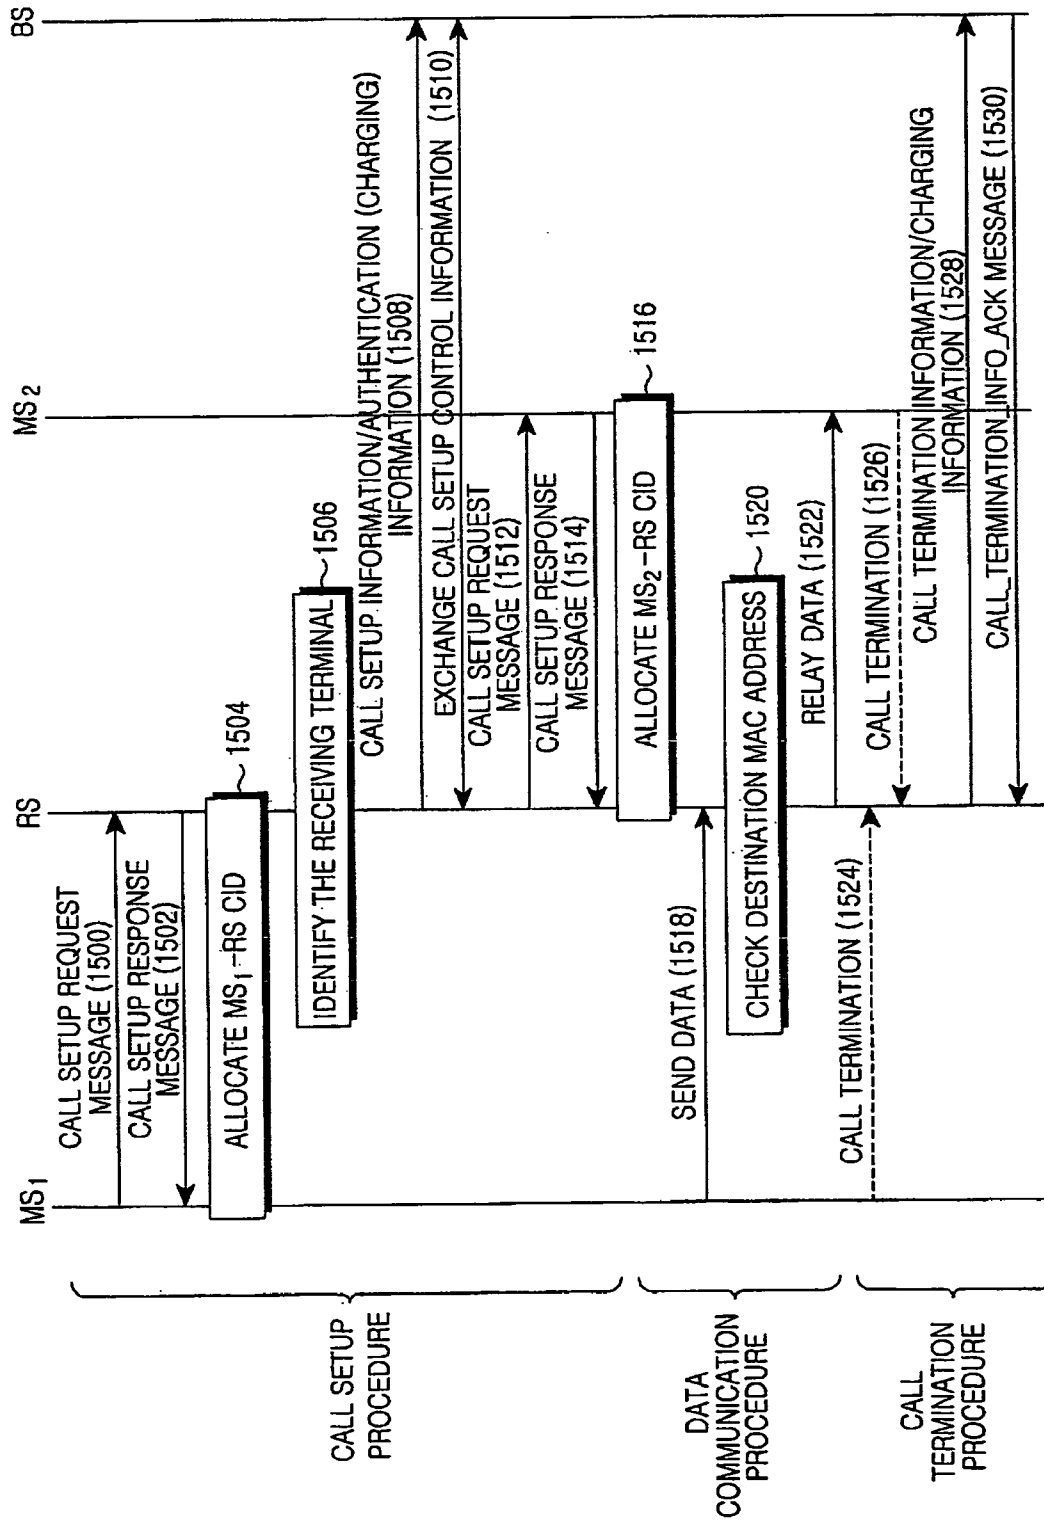 MS1
RS
MS2
BS
CALL SETUP REQUEST
MESSAGE (1500)
CALL SETUP RESPONSE
MESSAGE (1502)
ALLOCATE MS1-RS CID
1504
IDENTIFY THE RECEIVING TERMINAL
1506
CALL SETUP INFORMATION/AUTHENTICATION (CHARGING)
INFORMATION (1508)
EXCHANGE CALL SETUP CONTROL INFORMATION (1510)
CALL SETUP REQUEST
MESSAGE (1512)
CALL SETUP RESPONSE
MESSAGE (1514)
ALLOCATE MS2-RS CID
1516
SEND DATA (1518)
CHECK DESTINATION MAC ADDRESS
1520
RELAY DATA (1522)
CALL TERMINATION (1524)
CALL TERMINATION (1526)
CALL TERMINATION INFORMATION/CHARGING
INFORMATION (1528)
CALL_TERMINATION_INFO_ACK MESSAGE (1530)
CALL SETUP
PROCEDURE
DATA
COMMUNICATION
PROCEDURE
CALL
TERMINATION
PROCEDURE